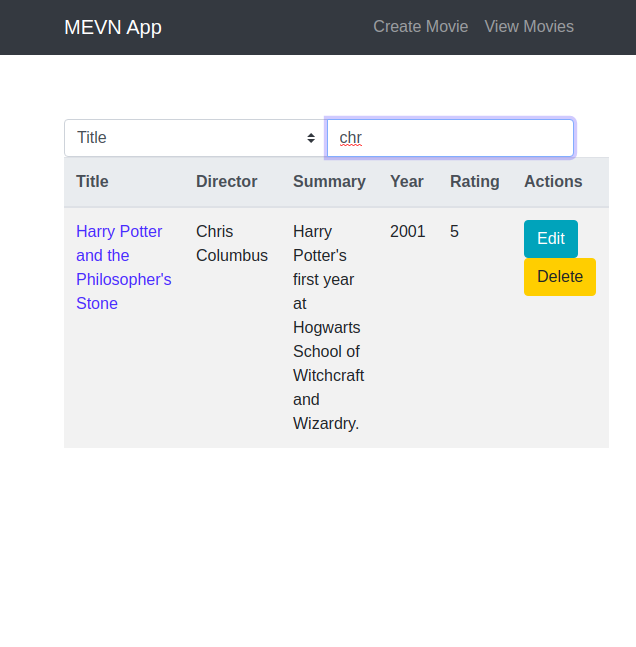 MEVN App Create Movie View Movies
Title chr
Title Director Summary Year Rating Actions
Harry Potter and the Philosopher's Stone
Chris Columbus
Harry Potter's first year at Hogwarts School of Witchcraft and Wizardry.
2001
5
Edit
Delete